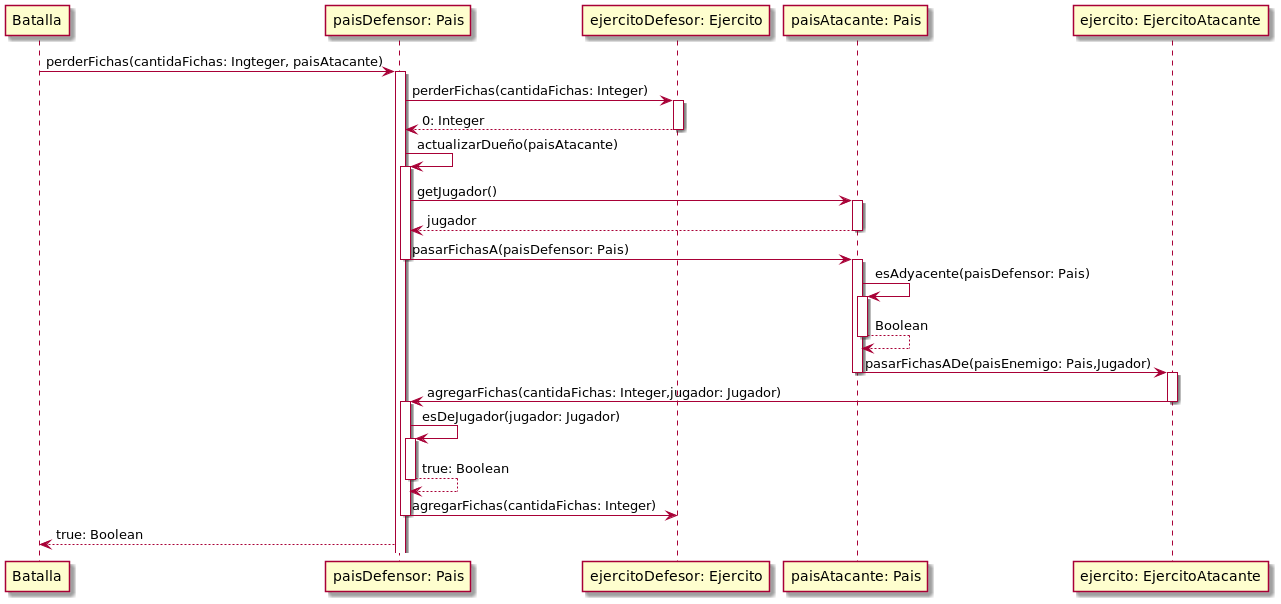 Batalla
paisDefensor: Pais
ejercitoDefesor: Ejercito
paisAtacante: Pais
ejercito: EjercitoAtacante
perderFichas(cantidaFichas: Ingteger, paisAtacante)
perderFichas(cantidaFichas: Integer)
0: Integer
actualizarDueño(paisAtacante)
getJugador()
jugador
pasarFichasA(paisDefensor: Pais)
esAdyacente(paisDefensor: Pais)
Boolean
pasarFichasADe(paisEnemigo: Pais,Jugador)
agregarFichas(cantidaFichas: Integer,jugador: Jugador)
esDeJugador(jugador: Jugador)
true: Boolean
agregarFichas(cantidaFichas: Integer)
true: Boolean
Batalla
paisDefensor: Pais
ejercitoDefesor: Ejercito
paisAtacante: Pais
ejercito: EjercitoAtacante